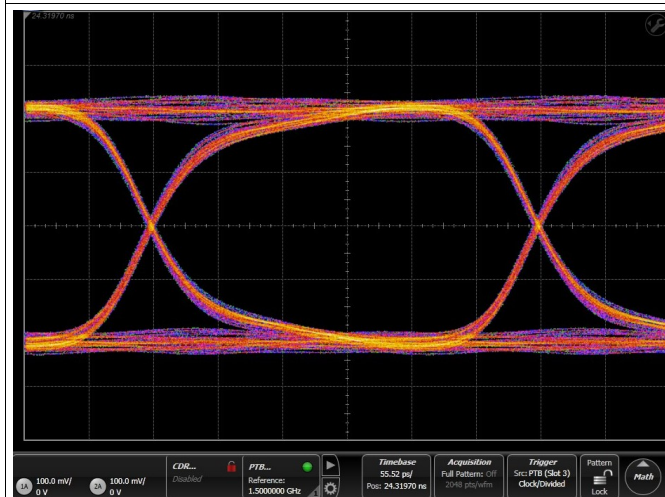 24.31970 ns
1A 100.0 mV/
0 V
2A 100.0 mV/
0 V
CDR...
Disabled
PTB...
Reference:
1.5000000 GHz
Timebase
55.52 ps/
Pos: 24.31970 ns
Acquisition
Full Pattern: Off
2048 pts/wfm
Trigger
Src: PTB (Slot 3)
Clock/Divided
Pattern
Lock
Math